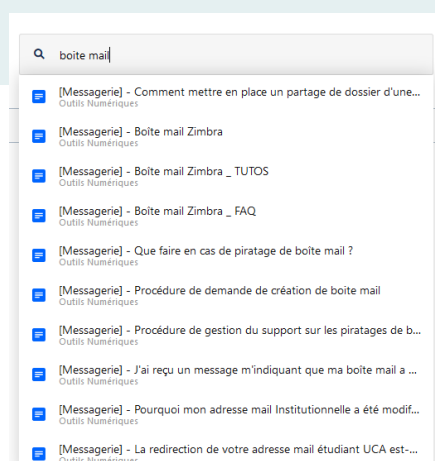 boite mail
[Messagerie] - Comment mettre en place un partage de dossier d'une...
Outils Numériques
[Messagerie] - Boîte mail Zimbra
Outils Numériques
[Messagerie] - Boîte mail Zimbra _ TUTOS
Outils Numériques
[Messagerie] - Boîte mail Zimbra _ FAQ
Outils Numériques
[Messagerie] - Que faire en cas de piratage de boîte mail ?
Outils Numériques
[Messagerie] - Procédure de demande de création de boite mail
Outils Numériques
[Messagerie] - Procédure de gestion du support sur les piratages de b...
Outils Numériques
[Messagerie] - J'ai reçu un message m'indiquant que ma boîte mail a ...
Outils Numériques
[Messagerie] - Pourquoi mon adresse mail Institutionnelle a été modif...
Outils Numériques
[Messagerie] - La redirection de votre adresse mail étudiant UCA est-...
Outils Numériques